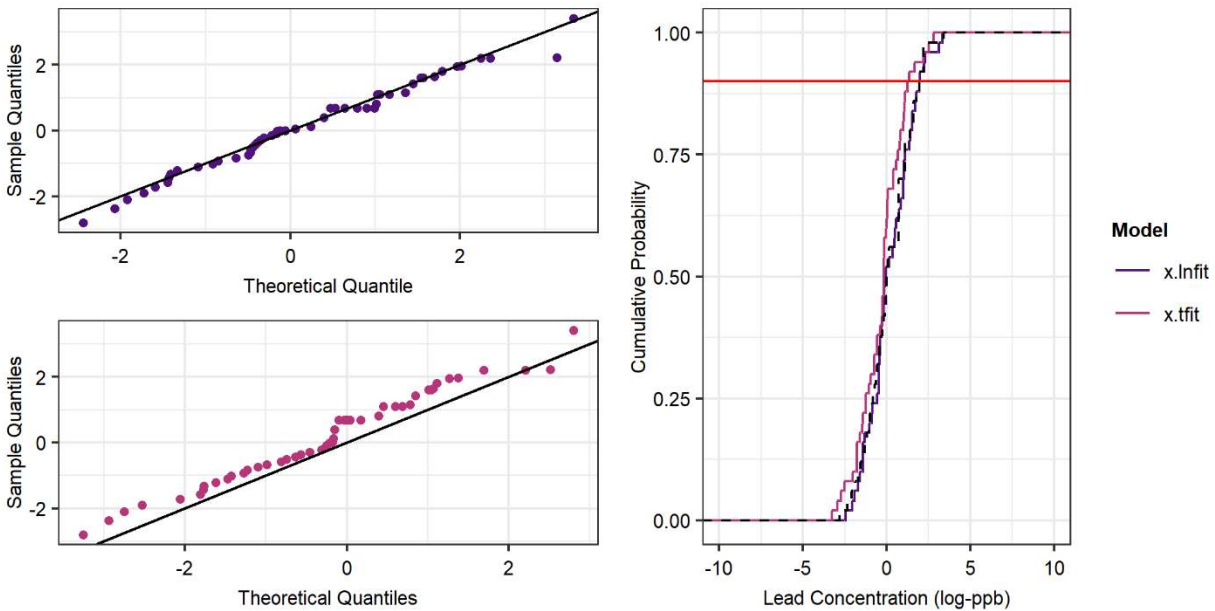 Sample Quantiles
2
0
-2
-2
0
2
Theoretical Quantile
Sample Quantiles
2
0
-2
-2
0
2
Theoretical Quantiles
Cumulative Probability
1.00
0.75
0.50
0.25
0.00
-10
-5
0
5
10
Lead Concentration (log-ppb)
Model
x.lnfit
x.tfit